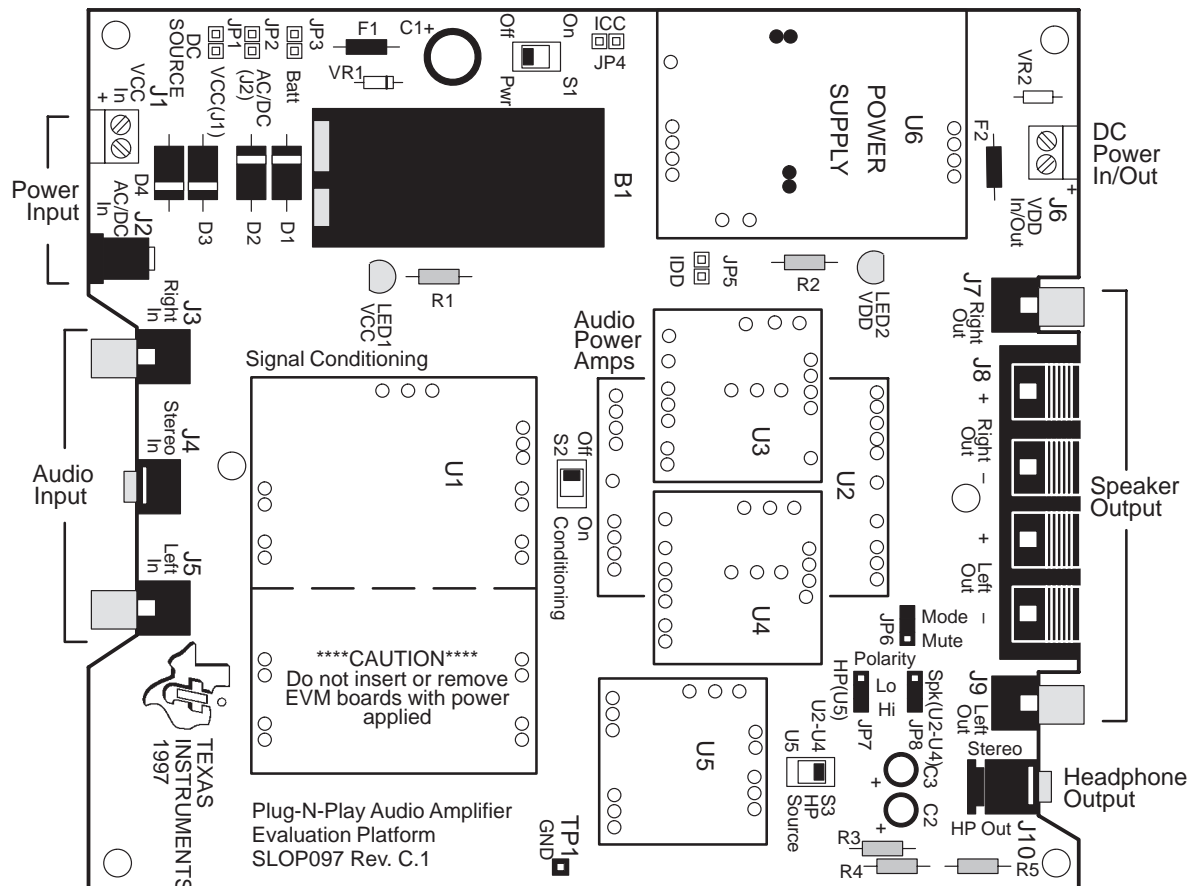 DC
SOURCE
JP1
JP2
JP3
VCC(J1)
AC/DC
(J2)
Batt
F1
VR1
C1+
Off
On
Pwr
S1
ICC
JP4
POWER
SUPPLY
U6
VR2
F2
DC
Power
In/Out
+
J6
VDD
In/Out
J1
VCC
In
+
Power
Input
D4
AC/DC
In
J2
D3
D2
D1
B1
R1
LED1
VCC
IDD
JP5
R2
LED2
VDD
J3
Right
In
J4
Stereo
In
J5
Left
In
Audio
Input
Signal Conditioning
U1
Audio
Power
Amps
U3
U2
U4
S2
Off
On
Conditioning
J7
Right
Out
J8
+
Right
Out
–
+
Left
Out
–
Speaker
Output
JP6
Mode
Mute
Polarity
HP(U5)
Lo
Hi
Spk(U2-U4)
JP7
JP8
J9
Left
Out
Stereo
Headphone
Output
J10
HP Out
****CAUTION****
Do not insert or remove
EVM boards with power
applied
U5
U2-U4
U5
S3
HP
Source
C3
+
C2
+
R3
R4
R5
TP1
GND
TEXAS
INSTRUMENTS
1997
Plug-N-Play Audio Amplifier
Evaluation Platform
SLOP097 Rev. C.1